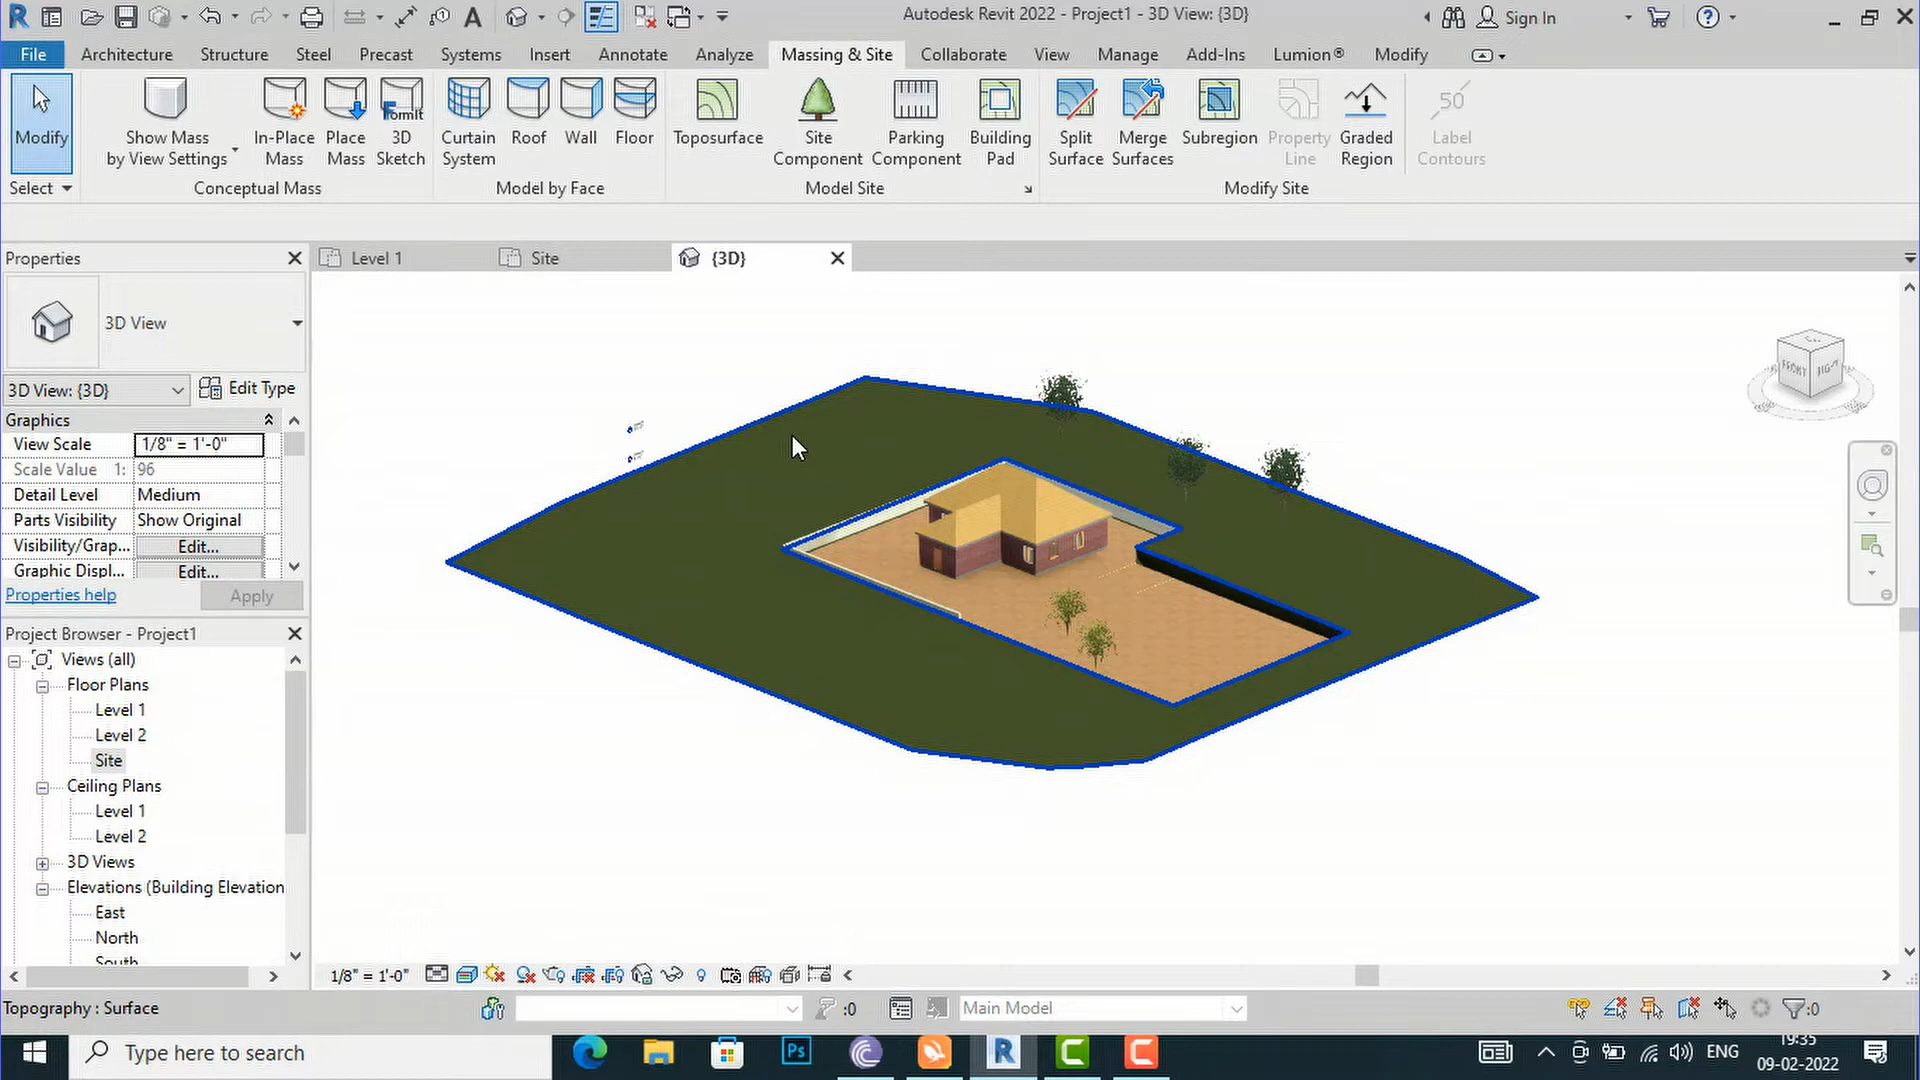 Autodesk Revit 2022 - Project1 - 3D View: {3D}
Sign In
File Architecture Structure Steel Precast Systems Insert Annotate Analyze Massing & Site Collaborate View Manage Add-Ins Lumion® Modify
Modify
Show Mass
by View Settings
In-Place
Mass
Place
Mass
FormIt
3D
Sketch
Curtain
System
Roof
Wall
Floor
Toposurface
Site
Component
Parking
Component
Building
Pad
Split
Surface
Merge
Surfaces
Subregion
Property
Line
Graded
Region
50
Label
Contours
Select
Conceptual Mass
Model by Face
Model Site
Modify Site
Properties
Level 1
Site
{3D}
3D View
3D View: {3D}
Edit Type
Graphics
View Scale 1/8" = 1'-0"
Scale Value 1: 96
Detail Level Medium
Parts Visibility Show Original
Visibility/Grap... Edit...
Graphic Displ... Edit...
Properties help
Apply
Project Browser - Project1
Views (all)
Floor Plans
Level 1
Level 2
Site
Ceiling Plans
Level 1
Level 2
3D Views
Elevations (Building Elevation
East
North
South
FRONT
1/8" = 1'-0"
Topography : Surface
:0
Main Model
:0
Type here to search
Ps
R
C
C
ENG
19:35
09-02-2022